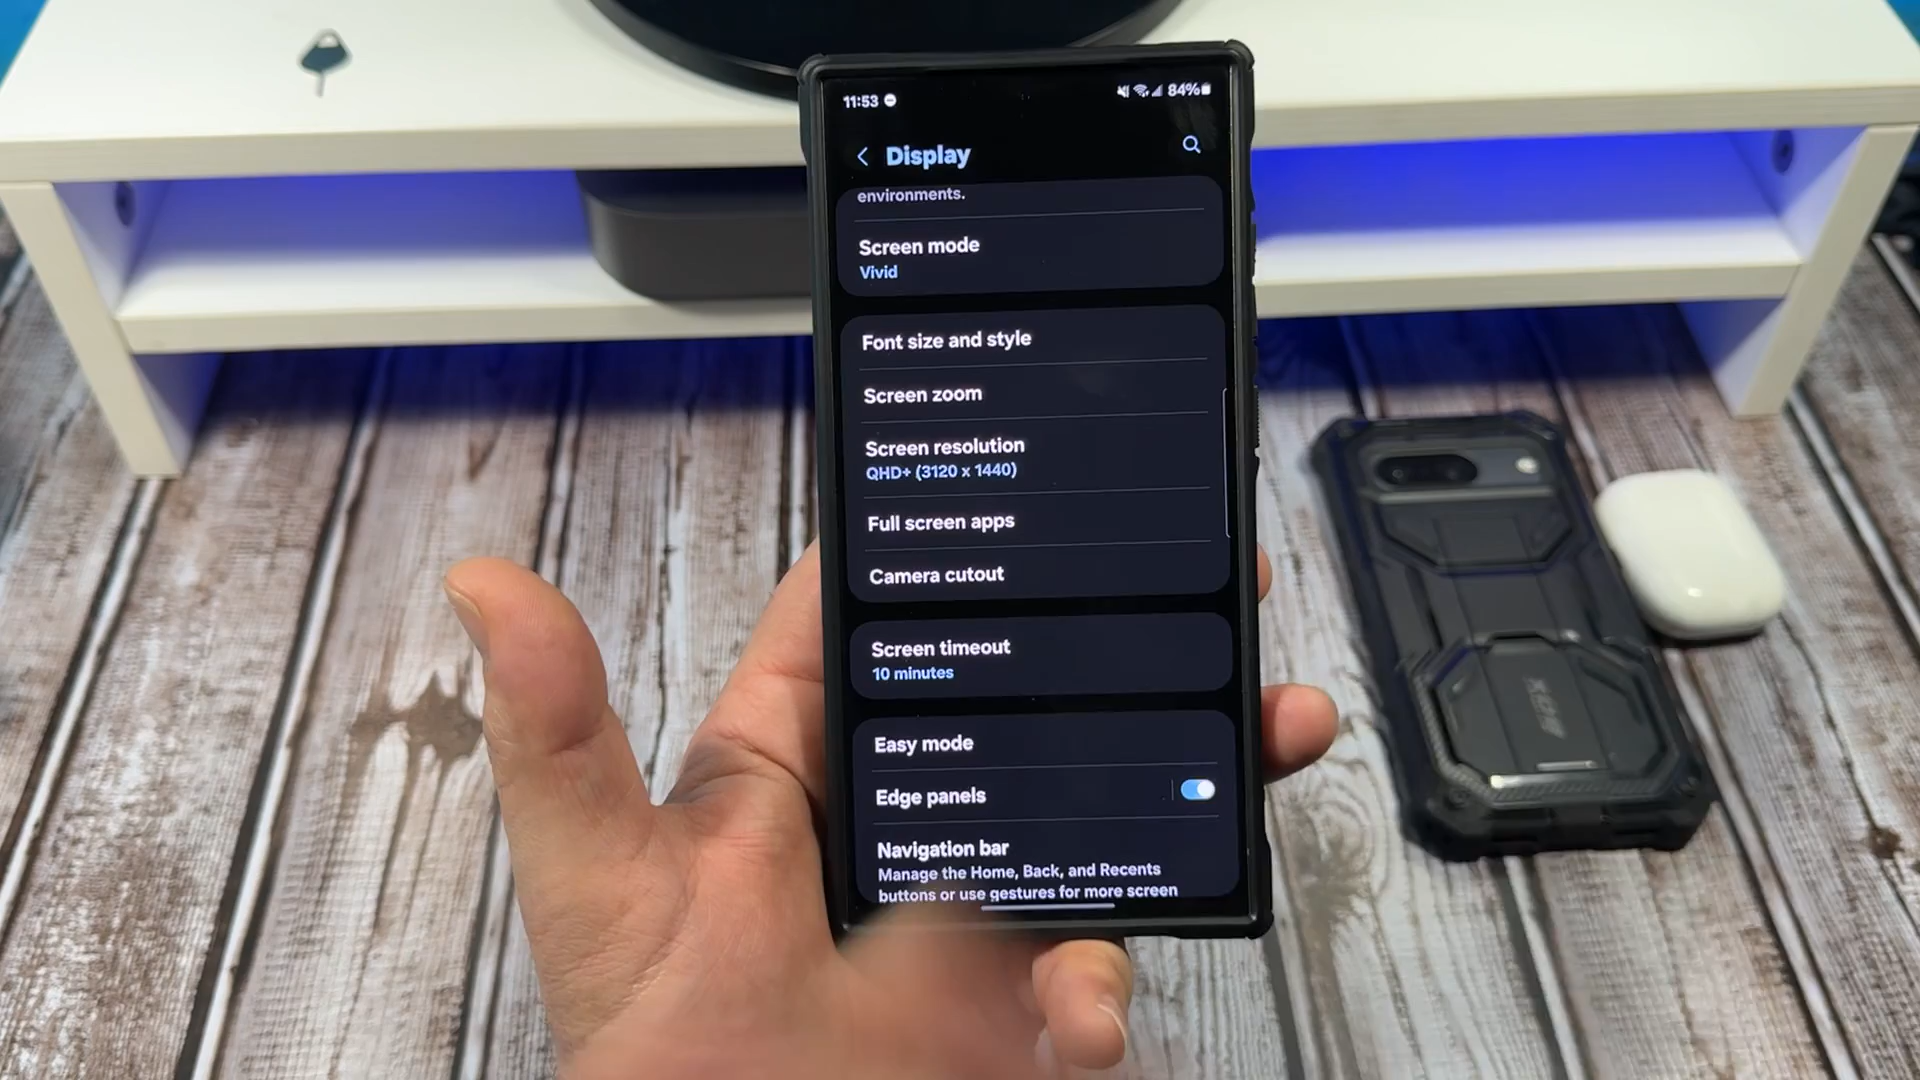 11:53
84%
Display
environments.
Screen mode
Vivid
Font size and style
Screen zoom
Screen resolution
QHD+ (3120 x 1440)
Full screen apps
Camera cutout
Screen timeout
10 minutes
Easy mode
Edge panels
Navigation bar
Manage the Home, Back, and Recents
buttons or use gestures for more screen